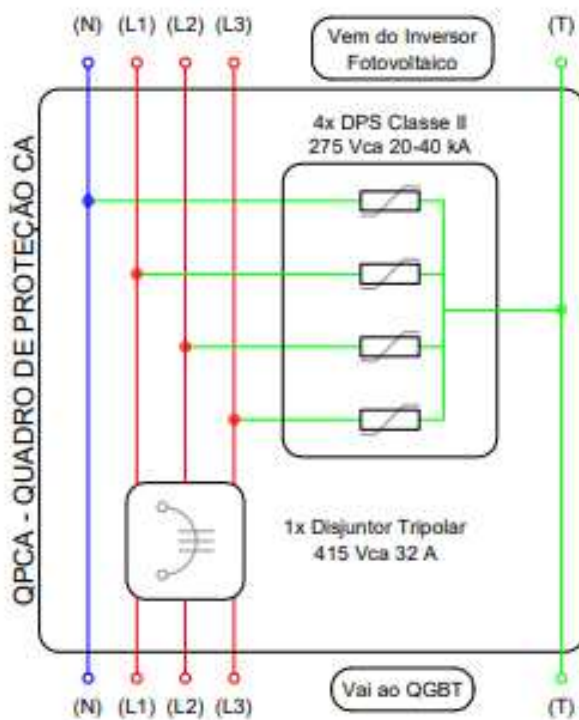 (N) (L1) (L2) (L3) (T)
Vem do Inversor
Fotovoltaico
4x DPS Classe II
275 Vca 20-40 kA
QPCA - QUADRO DE PROTEÇÃO CA
1x Disjuntor Tripolar
415 Vca 32 A
Vai ao QGBT
(N) (L1) (L2) (L3) (T)